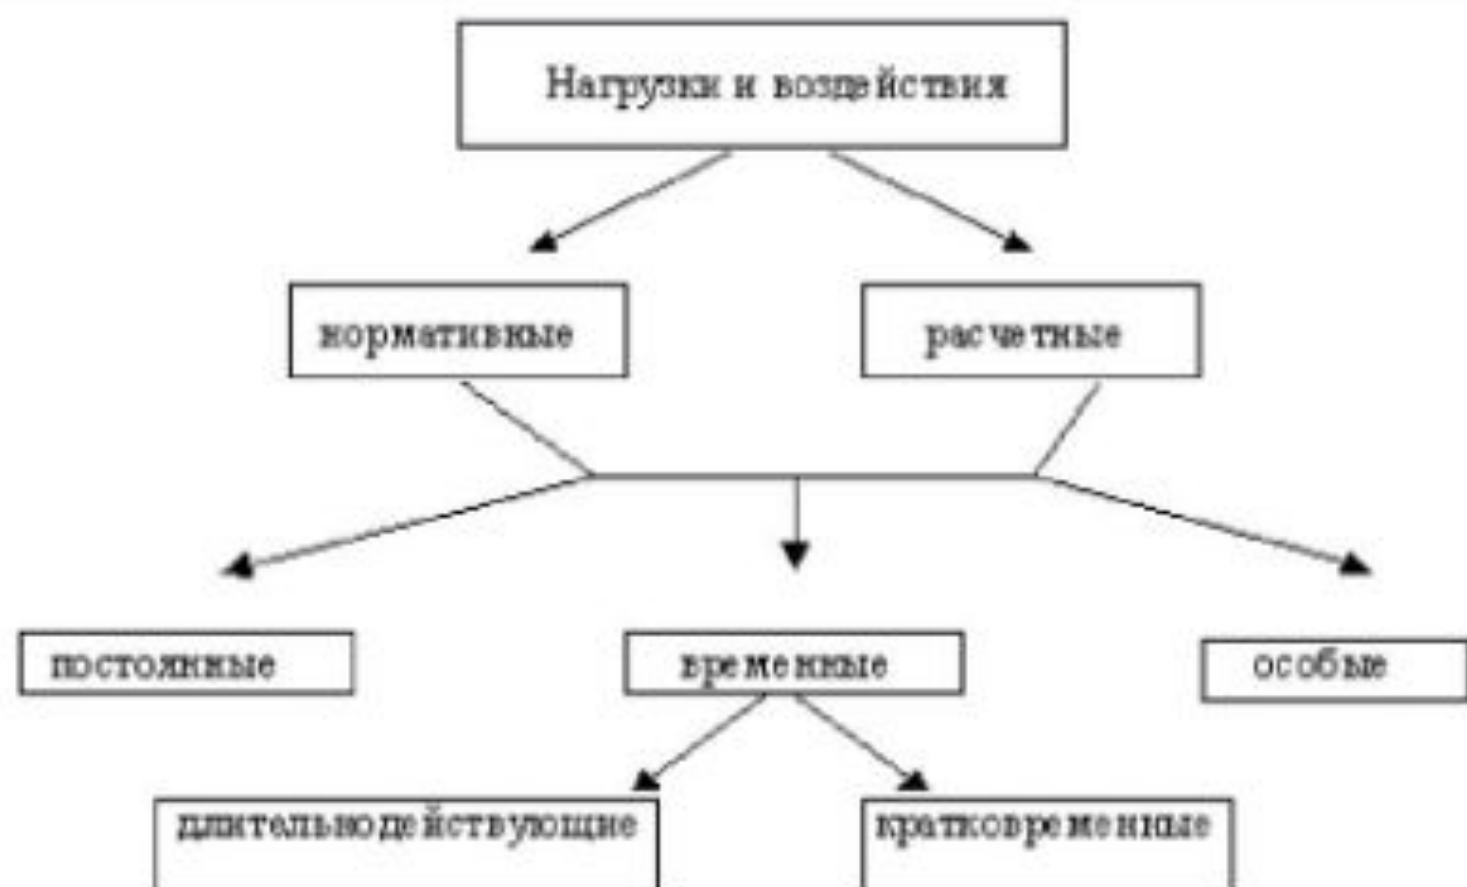 Нагрузки и воздействия
нормативные
расчетные
постоянные
временные
особые
длительнодействующие
кратковременные